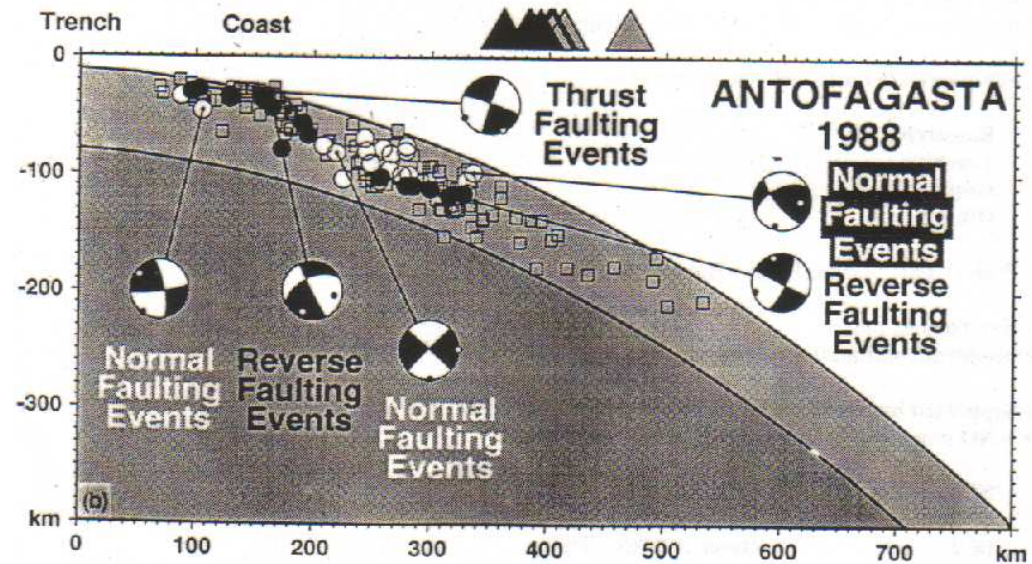 Trench
Coast
0
-100
-200
-300
km
ANTOFAGASTA
1988
Thrust
Faulting
Events
Normal
Faulting
Events
Reverse
Faulting
Events
Normal
Faulting
Events
Reverse
Faulting
Events
Normal
Faulting
Events
(b)
0
100
200
300
400
500
600
700
km